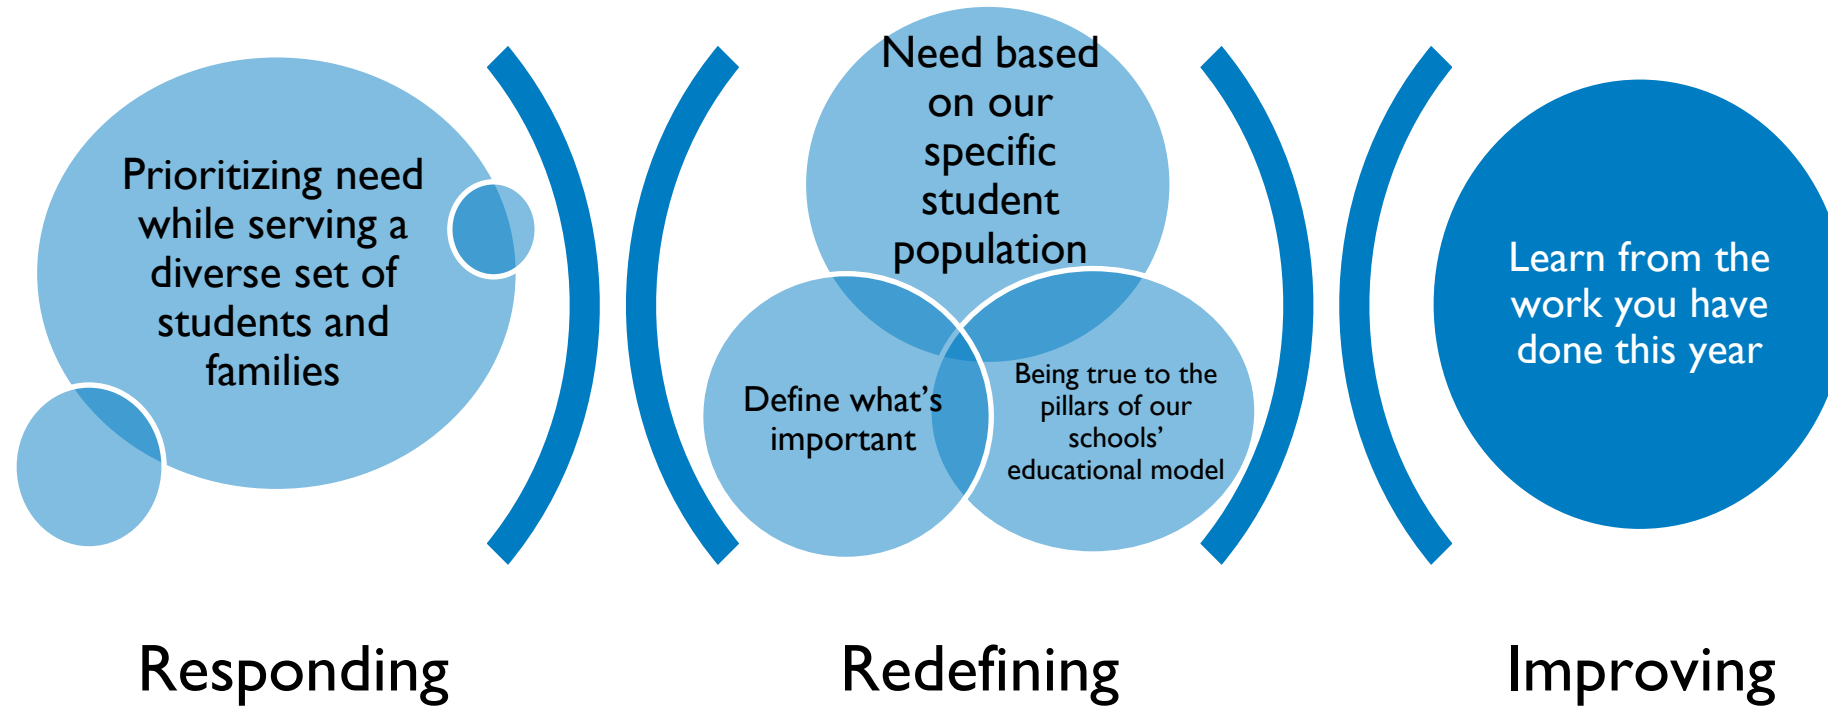 Prioritizing need
while serving a
diverse set of
students and
families
Need based
on our
specific
student
population
Define what’s
important
Being true to the
pillars of our
schools’
educational model
Learn from the
work you have
done this year
Responding
Redefining
Improving